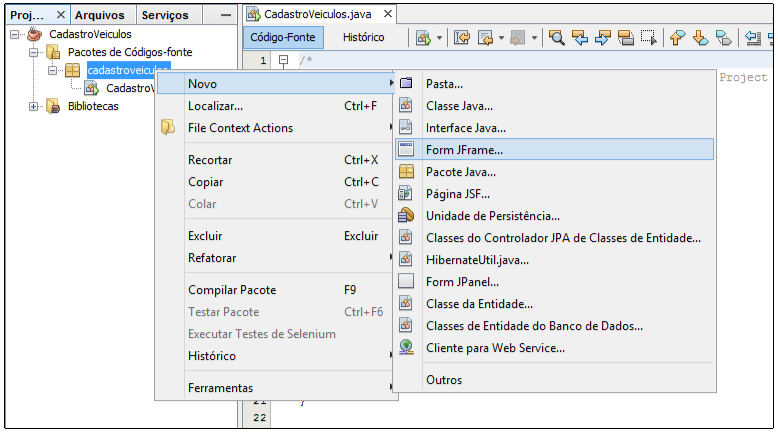 Proj... Arquivos Serviços
CadastroVeiculos.java
CadastroVeiculos
Pacotes de Códigos-fonte
cadastroveiculos
CadastroV
Bibliotecas
Código-Fonte Histórico
1 /*
Project
Novo
Localizar... Ctrl+F
File Context Actions
Recortar Ctrl+X
Copiar Ctrl+C
Colar Ctrl+V
Excluir Excluir
Refatorar
Compilar Pacote F9
Testar Pacote Ctrl+F6
Executar Testes de Selenium
Histórico
Ferramentas
Pasta...
Classe Java...
Interface Java...
Form JFrame...
Pacote Java...
Página JSF...
Unidade de Persistência...
Classes do Controlador JPA de Classes de Entidade...
HibernateUtil.java...
Form JPanel...
Classe da Entidade...
Classes de Entidade do Banco de Dados...
Cliente para Web Service...
Outros
21 }
22